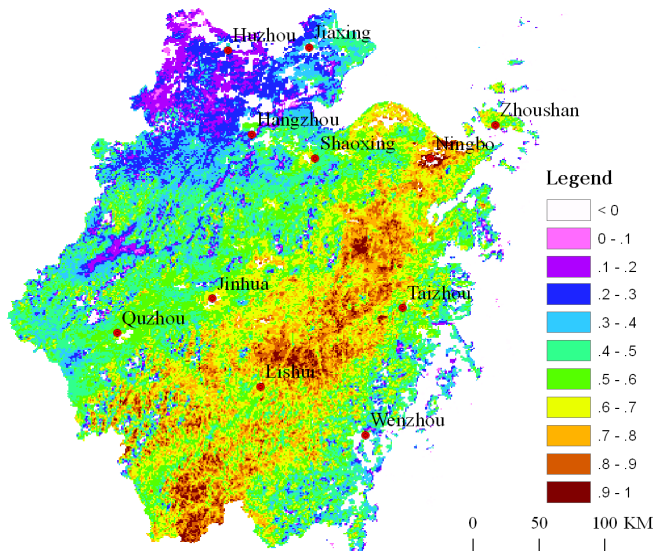 Huzhou
Jiaxing
Hangzhou
Zhoushan
Shaoxing
Ningbo
Jinhua
Taizhou
Quzhou
Lishui
Wenzhou
Legend
< 0
0 - .1
.1 - .2
.2 - .3
.3 - .4
.4 - .5
.5 - .6
.6 - .7
.7 - .8
.8 - .9
.9 - 1
0 50 100 KM